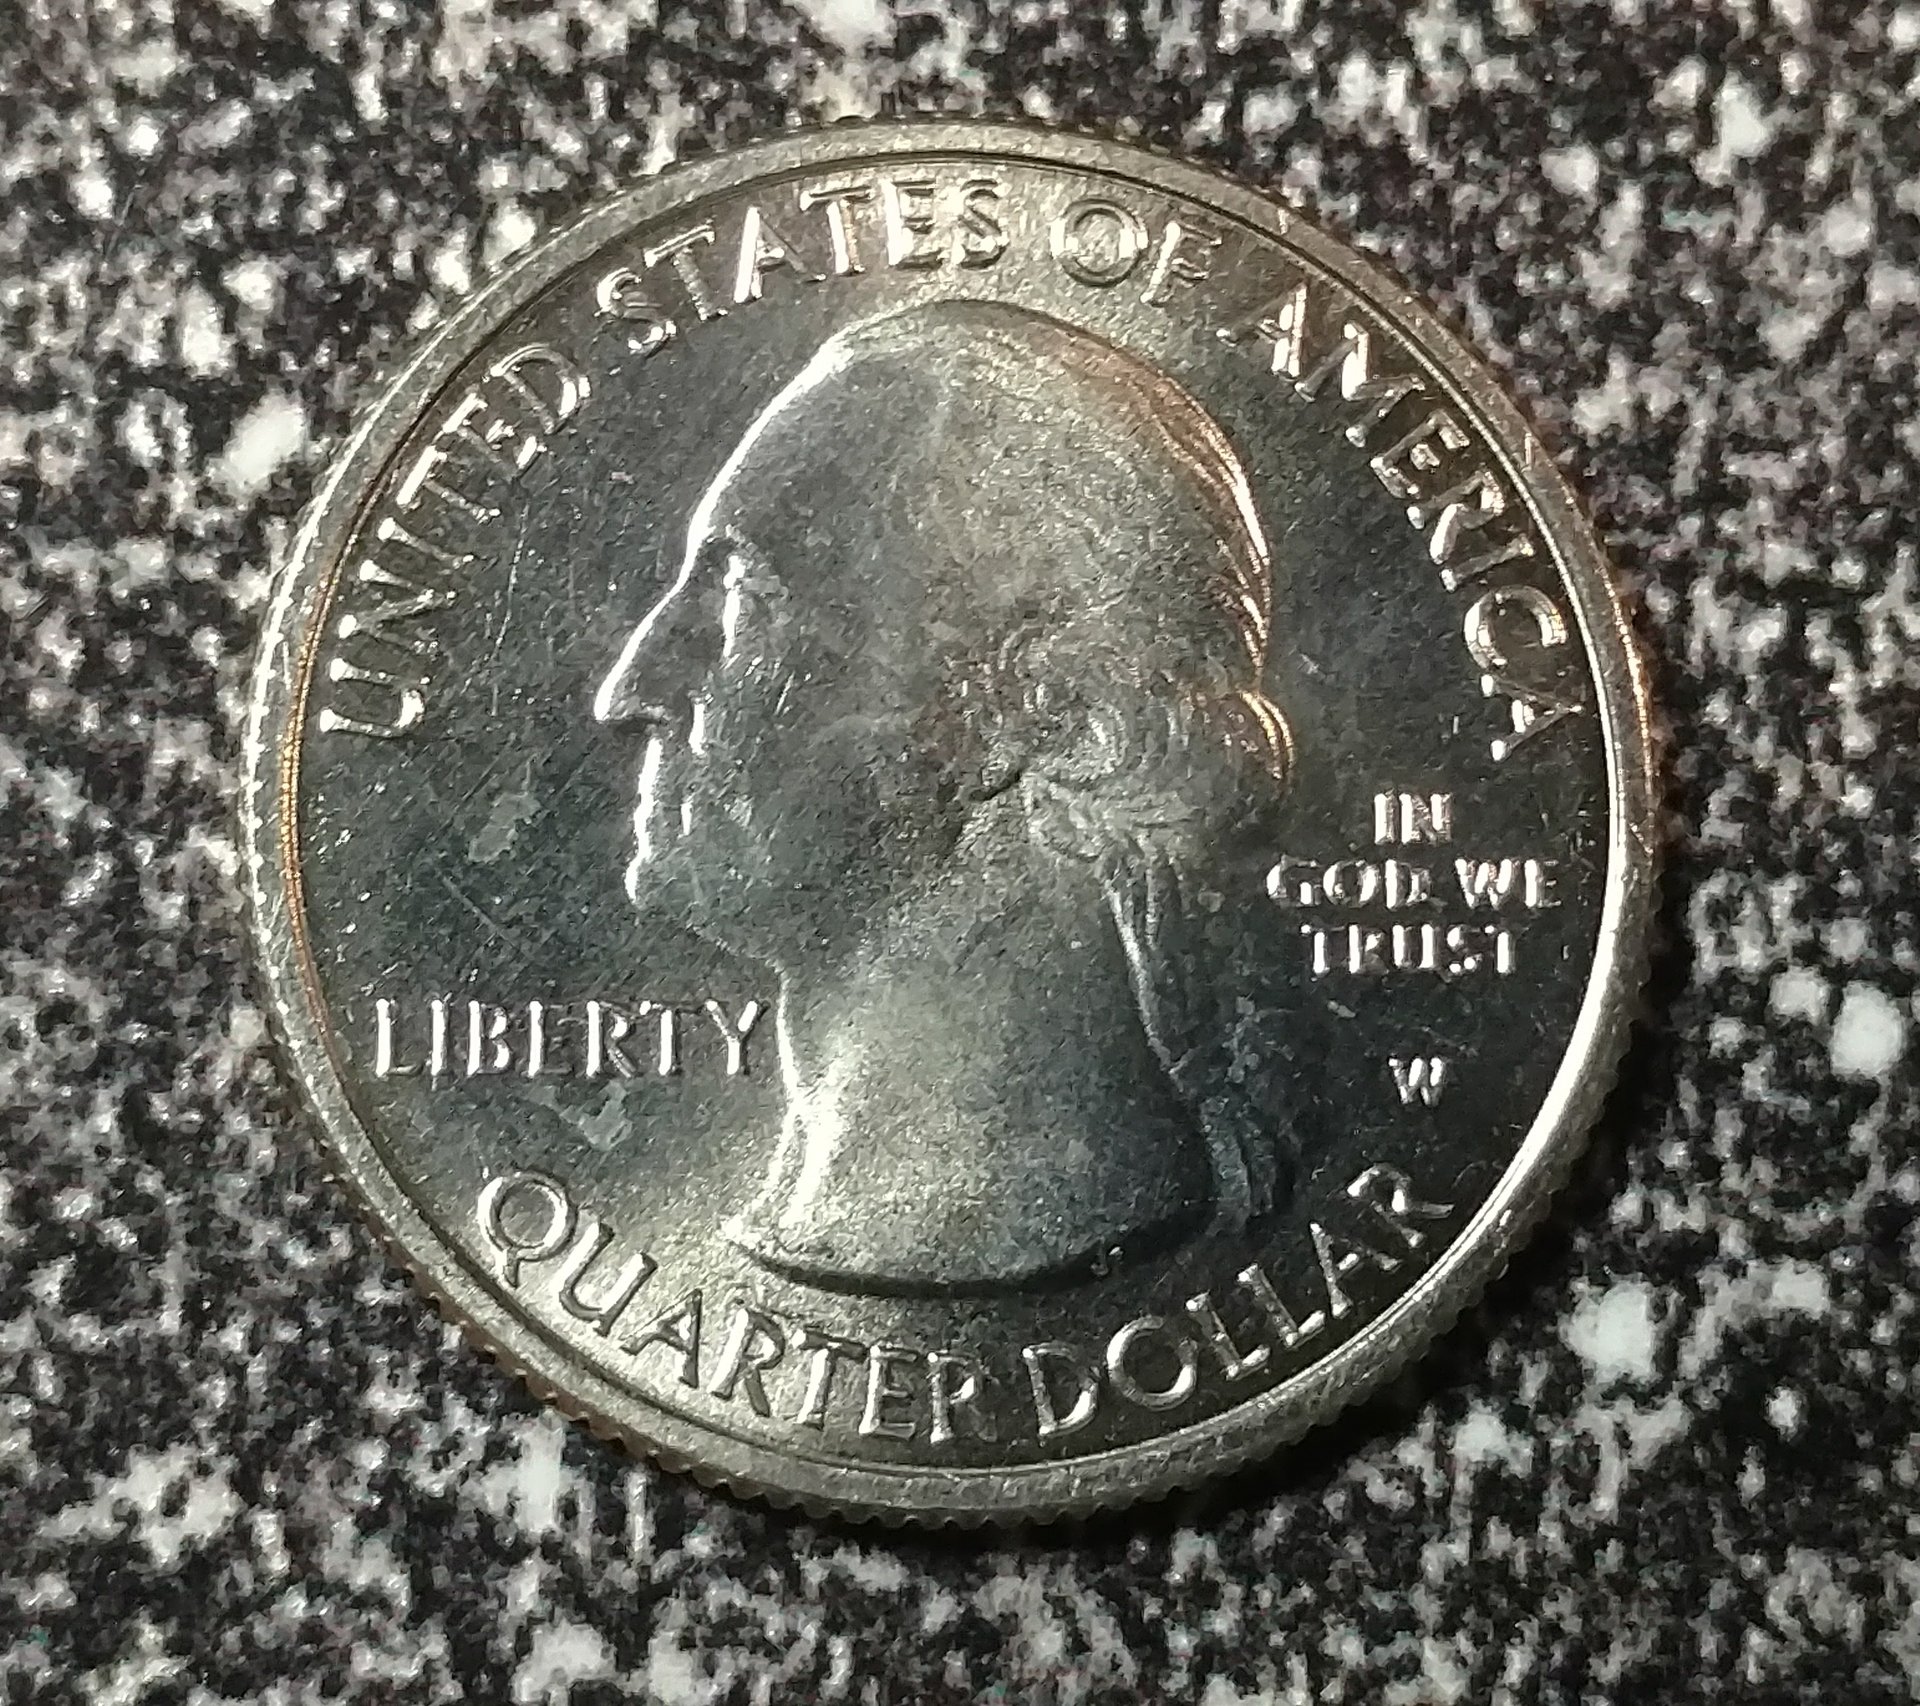 UNITED STATES OF AMERICA
IN
GOD WE
TRUST
LIBERTY
W
QUARTER DOLLAR